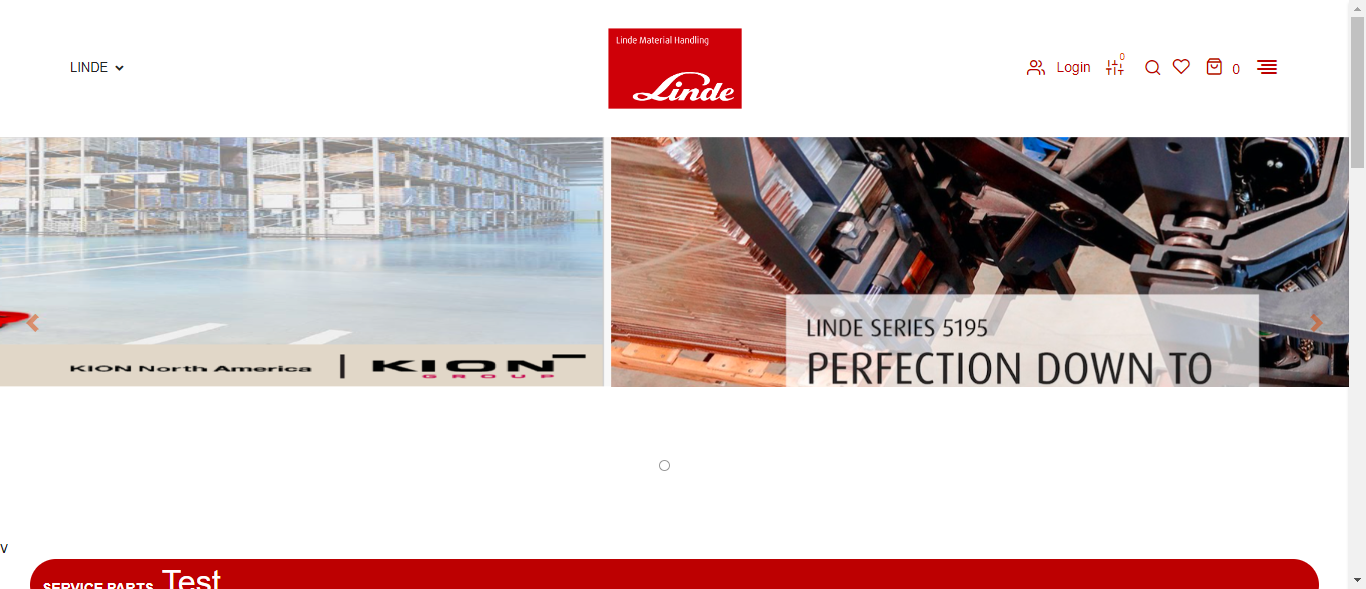 LINDE
Linde Material Handling
Linde
Login
0
0
KION North America | KION
GROUP
LINDE SERIES 5195
PERFECTION DOWN TO
v
SERVICE PARTS Test